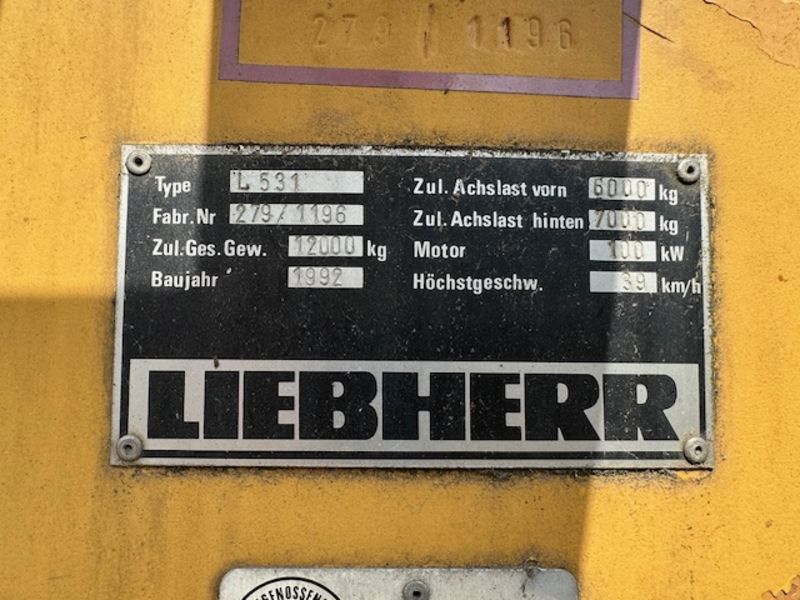 279/1196
Type L 531
Fabr.Nr 279/1196
Zul.Ges.Gew. 12000 kg
Baujahr 1992
Zul. Achslast vorn 6000 kg
Zul. Achslast hinten 7000 kg
Motor 100 kW
Höchstgeschw. 39 km/h
LIEBHERR